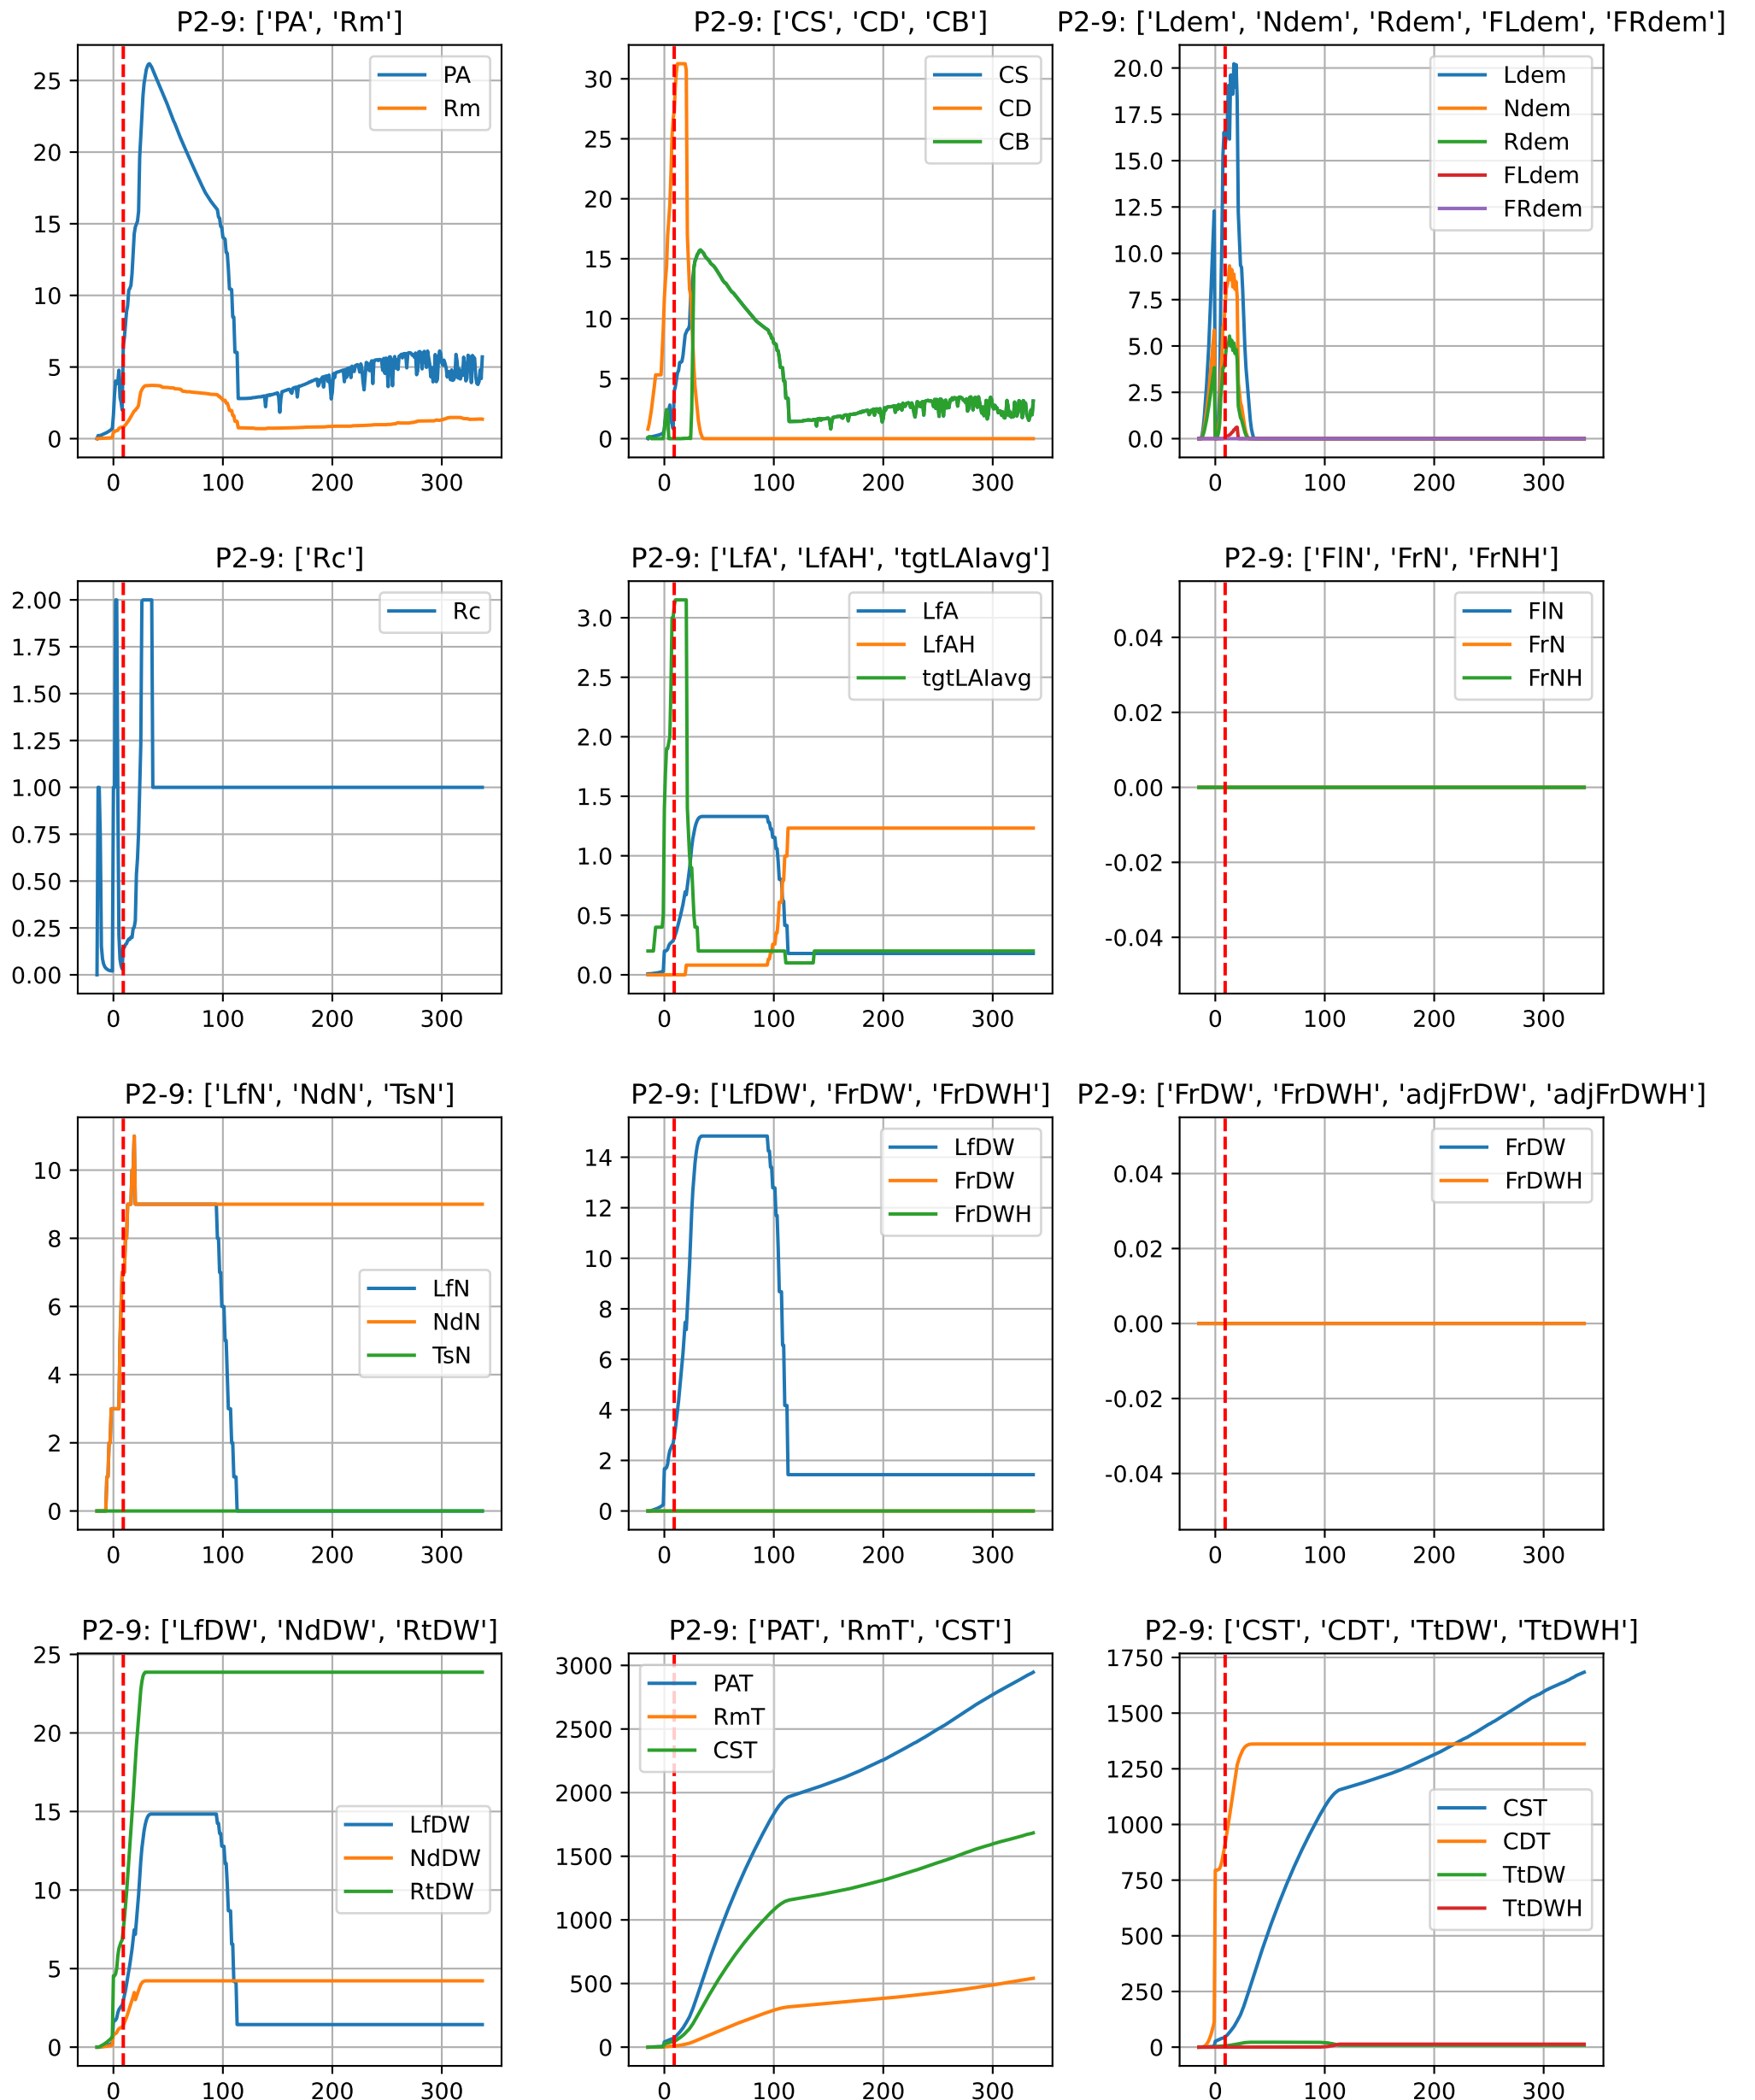 P2-9: ['PA', 'Rm']
25
20
15
10
5
0
0 100 200 300
PA
Rm
P2-9: ['CS', 'CD', 'CB']
30
25
20
15
10
5
0
0 100 200 300
CS
CD
CB
P2-9: ['Ldem', 'Ndem', 'Rdem', 'FLdem', 'FRdem']
20.0
17.5
15.0
12.5
10.0
7.5
5.0
2.5
0.0
0 100 200 300
Ldem
Ndem
Rdem
FLdem
FRdem
P2-9: ['Rc']
2.00
1.75
1.50
1.25
1.00
0.75
0.50
0.25
0.00
0 100 200 300
Rc
P2-9: ['LfA', 'LfAH', 'tgtLAIavg']
3.0
2.5
2.0
1.5
1.0
0.5
0.0
0 100 200 300
LfA
LfAH
tgtLAIavg
P2-9: ['FlN', 'FrN', 'FrNH']
0.04
0.02
0.00
-0.02
-0.04
0 100 200 300
FlN
FrN
FrNH
P2-9: ['LfN', 'NdN', 'TsN']
10
8
6
4
2
0
0 100 200 300
LfN
NdN
TsN
P2-9: ['LfDW', 'FrDW', 'FrDWH']
14
12
10
8
6
4
2
0
0 100 200 300
LfDW
FrDW
FrDWH
P2-9: ['FrDW', 'FrDWH', 'adjFrDW', 'adjFrDWH']
0.04
0.02
0.00
-0.02
-0.04
0 100 200 300
FrDW
FrDWH
P2-9: ['LfDW', 'NdDW', 'RtDW']
25
20
15
10
5
0
0 100 200 300
LfDW
NdDW
RtDW
P2-9: ['PAT', 'RmT', 'CST']
3000
2500
2000
1500
1000
500
0
0 100 200 300
PAT
RmT
CST
P2-9: ['CST', 'CDT', 'TtDW', 'TtDWH']
1750
1500
1250
1000
750
500
250
0
0 100 200 300
CST
CDT
TtDW
TtDWH